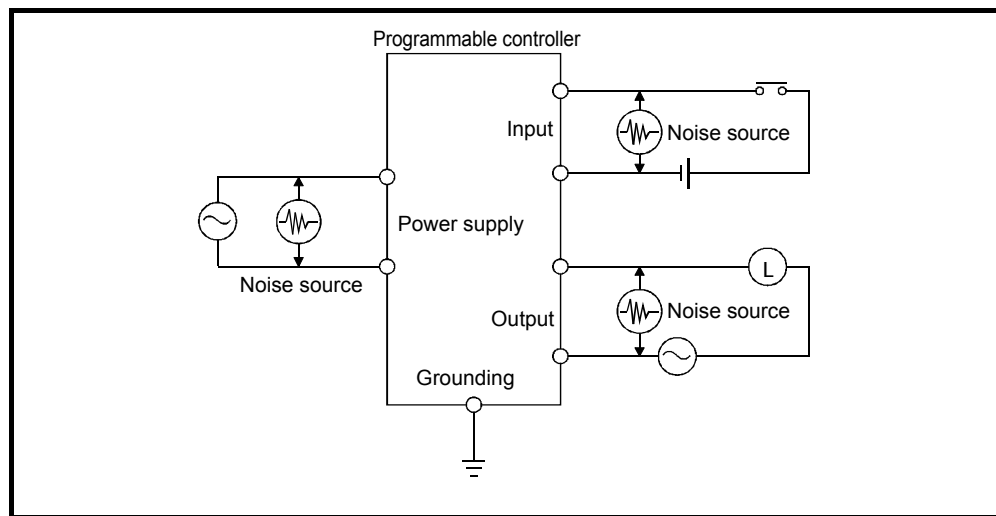 Programmable controller
Input
Noise source
Power supply
Noise source
L
Noise source
Output
Grounding